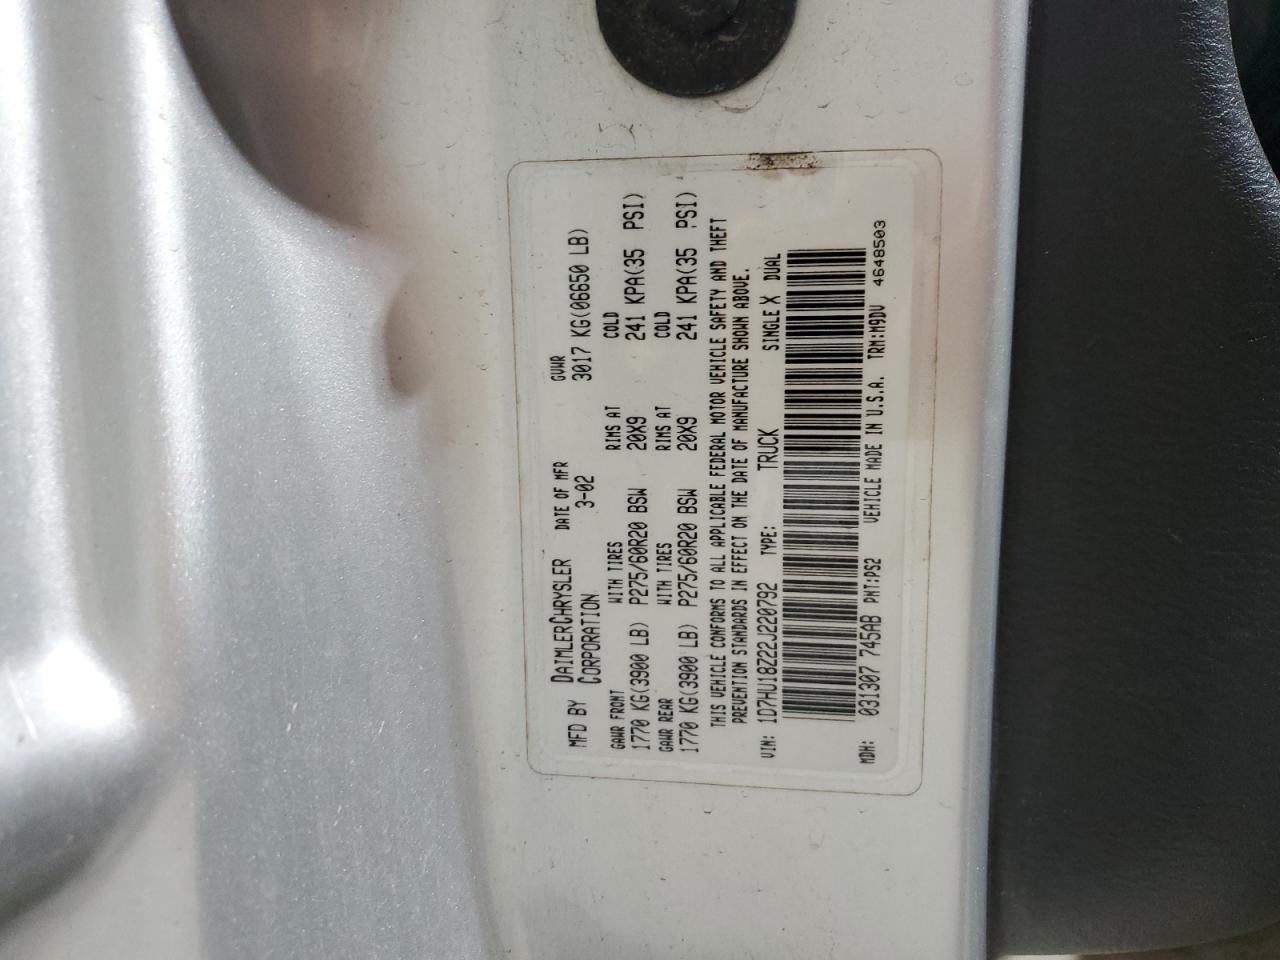 MFD BY DAIMLERCHRYSLER CORPORATION DATE OF MFR 3-02 GVWR 3017 KG(06650 LB)
GAWR FRONT WITH TIRES RIMS AT COLD
1770 KG(3900 LB) P275/60R20 BSW 20X9 241 KPA(35 PSI)
GAWR REAR WITH TIRES RIMS AT COLD
1770 KG(3900 LB) P275/60R20 BSW 20X9 241 KPA(35 PSI)
THIS VEHICLE CONFORMS TO ALL APPLICABLE FEDERAL MOTOR VEHICLE SAFETY AND THEFT
PREVENTION STANDARDS IN EFFECT ON THE DATE OF MANUFACTURE SHOWN ABOVE.
VIN: 1D7HU18Z22J220792 TYPE: TRUCK SINGLE X DUAL
MDH: 031307 745AB PNT:PS2 VEHICLE MADE IN U.S.A. TRM:M9DV 4648503